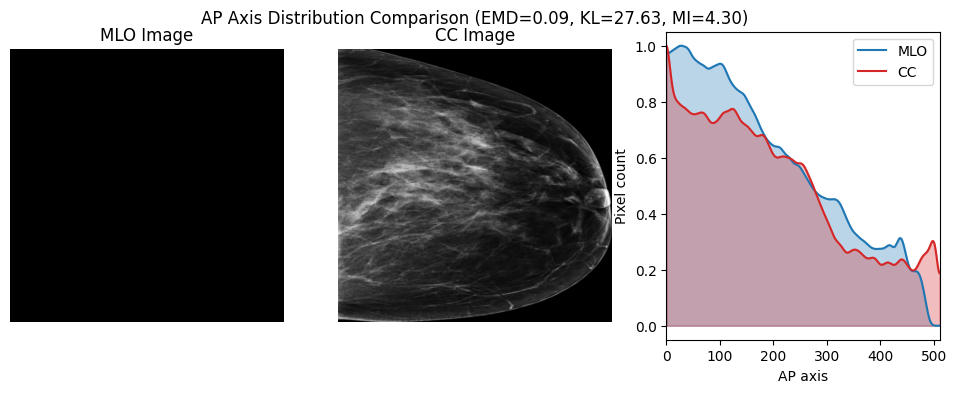 AP Axis Distribution Comparison (EMD=0.09, KL=27.63, MI=4.30)
MLO Image
CC Image
MLO
CC
1.0
0.8
0.6
0.4
0.2
0.0
Pixel count
0 100 200 300 400 500
AP axis